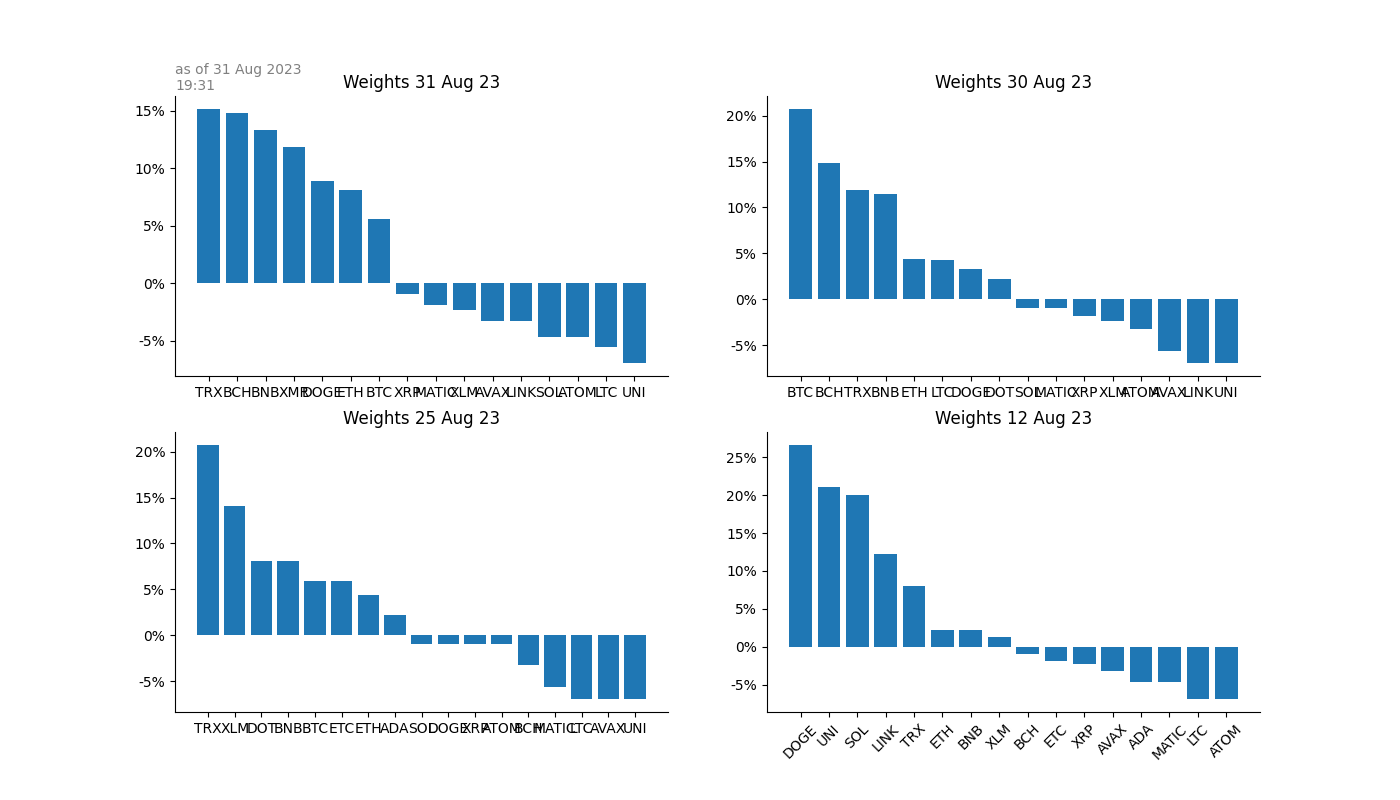 as of 31 Aug 2023
19:31
Weights 31 Aug 23
15%
10%
5%
0%
-5%
TRX BCH BNB XMR DOGE ETH BTC XRP MATIC XLM AVAX LINK SOL ATOM LTC UNI
Weights 30 Aug 23
20%
15%
10%
5%
0%
-5%
BTC BCH TRX BNB ETH LTC DOGE DOT SOL MATIC XRP XLM ATOM AVAX LINK UNI
Weights 25 Aug 23
20%
15%
10%
5%
0%
-5%
TRX XLM DOT BNB BTC ETC ETH ADA SOL DOGE XRP ATOM BCH MATIC LTC AVAX UNI
Weights 12 Aug 23
25%
20%
15%
10%
5%
0%
-5%
DOGE UNI SOL LINK TRX ETH BNB XLM BCH ETC XRP AVAX ADA MATIC LTC ATOM